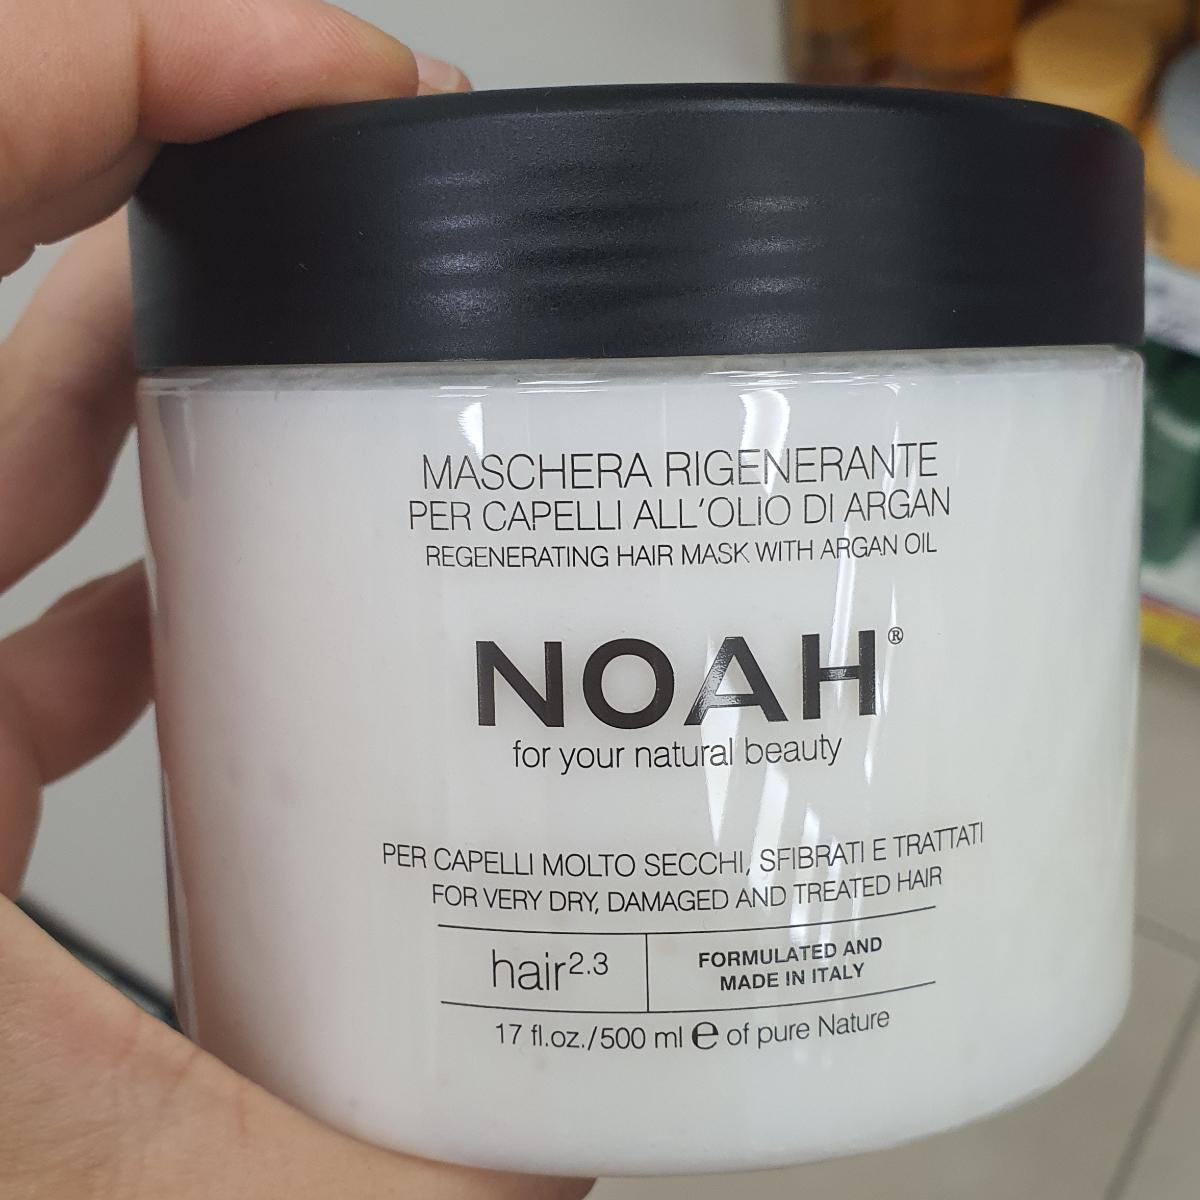 MASCHERA RIGENERANTE
PER CAPELLI ALL'OLIO DI ARGAN
REGENERATING HAIR MASK WITH ARGAN OIL
NOAH®
for your natural beauty
PER CAPELLI MOLTO SECCHI, SFIBRATI E TRATTATI
FOR VERY DRY, DAMAGED AND TREATED HAIR
hair2.3
FORMULATED AND
MADE IN ITALY
17 fl.oz./500 ml ℮ of pure Nature